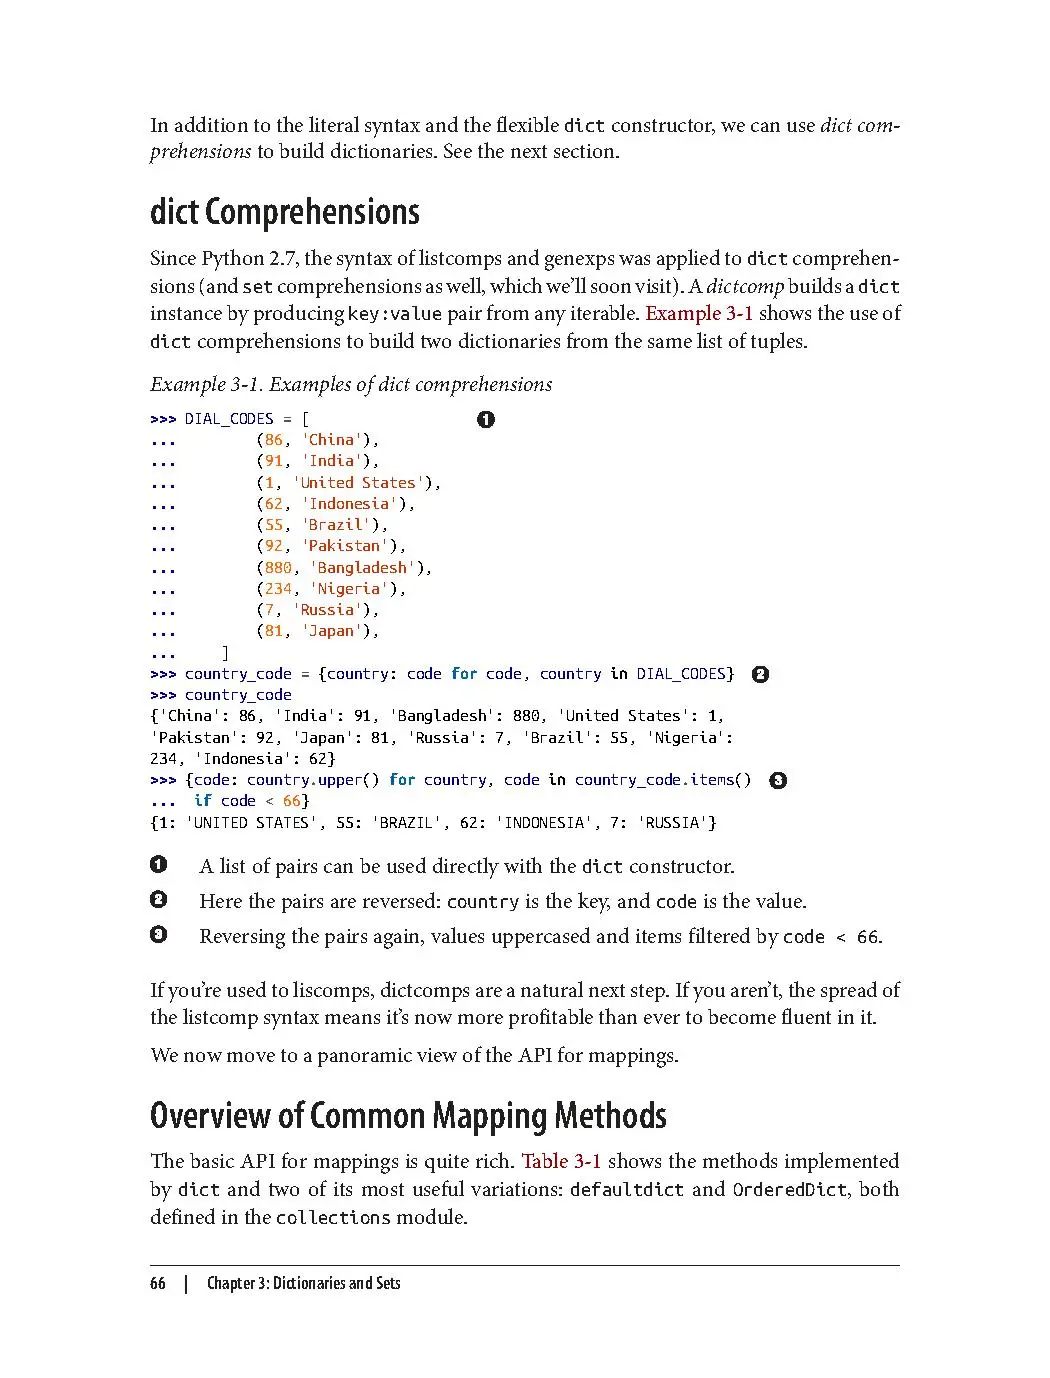 In addition to the literal syntax and the flexible dict constructor, we can use dict com-
prehensions to build dictionaries. See the next section.
dict Comprehensions
Since Python 2.7, the syntax of listcomps and genexps was applied to dict comprehen-
sions (and set comprehensions as well, which we’ll soon visit). A dictcomp builds a dict
instance by producing key:value pair from any iterable. Example 3-1 shows the use of
dict comprehensions to build two dictionaries from the same list of tuples.
Example 3-1. Examples of dict comprehensions
>>> DIAL_CODES = [ ❶
... (86, 'China'),
... (91, 'India'),
... (1, 'United States'),
... (62, 'Indonesia'),
... (55, 'Brazil'),
... (92, 'Pakistan'),
... (880, 'Bangladesh'),
... (234, 'Nigeria'),
... (7, 'Russia'),
... (81, 'Japan'),
... ]
>>> country_code = {country: code for code, country in DIAL_CODES} ❷
>>> country_code
{'China': 86, 'India': 91, 'Bangladesh': 880, 'United States': 1,
'Pakistan': 92, 'Japan': 81, 'Russia': 7, 'Brazil': 55, 'Nigeria':
234, 'Indonesia': 62}
>>> {code: country.upper() for country, code in country_code.items() ❸
... if code < 66}
{1: 'UNITED STATES', 55: 'BRAZIL', 62: 'INDONESIA', 7: 'RUSSIA'}
❶ A list of pairs can be used directly with the dict constructor.
❷ Here the pairs are reversed: country is the key, and code is the value.
❸ Reversing the pairs again, values uppercased and items filtered by code < 66.
If you’re used to liscomps, dictcomps are a natural next step. If you aren’t, the spread of
the listcomp syntax means it’s now more profitable than ever to become fluent in it.
We now move to a panoramic view of the API for mappings.
Overview of Common Mapping Methods
The basic API for mappings is quite rich. Table 3-1 shows the methods implemented
by dict and two of its most useful variations: defaultdict and OrderedDict, both
defined in the collections module.
66 | Chapter 3: Dictionaries and Sets